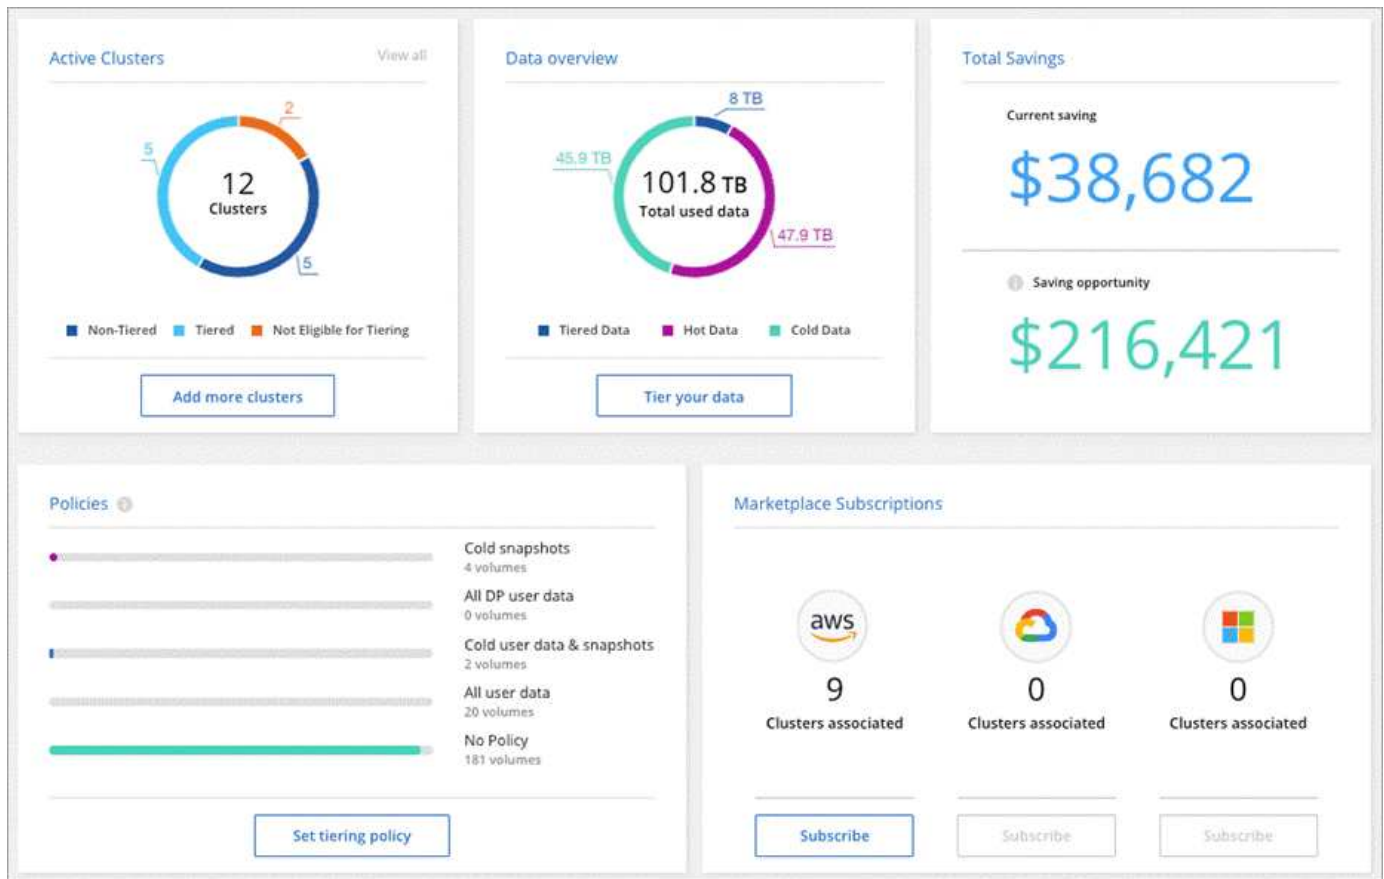 Active Clusters
View all
2
5
12
Clusters
5
Non-Tiered
Tiered
Not Eligible for Tiering
Add more clusters
Data overview
8 TB
45.9 TB
101.8 TB
Total used data
47.9 TB
Tiered Data
Hot Data
Cold Data
Tier your data
Total Savings
Current saving
$38,682
i Saving opportunity
$216,421
Policies i
Cold snapshots
4 volumes
All DP user data
0 volumes
Cold user data & snapshots
2 volumes
All user data
20 volumes
No Policy
181 volumes
Set tiering policy
Marketplace Subscriptions
aws
9
Clusters associated
Subscribe
0
Clusters associated
Subscribe
0
Clusters associated
Subscribe